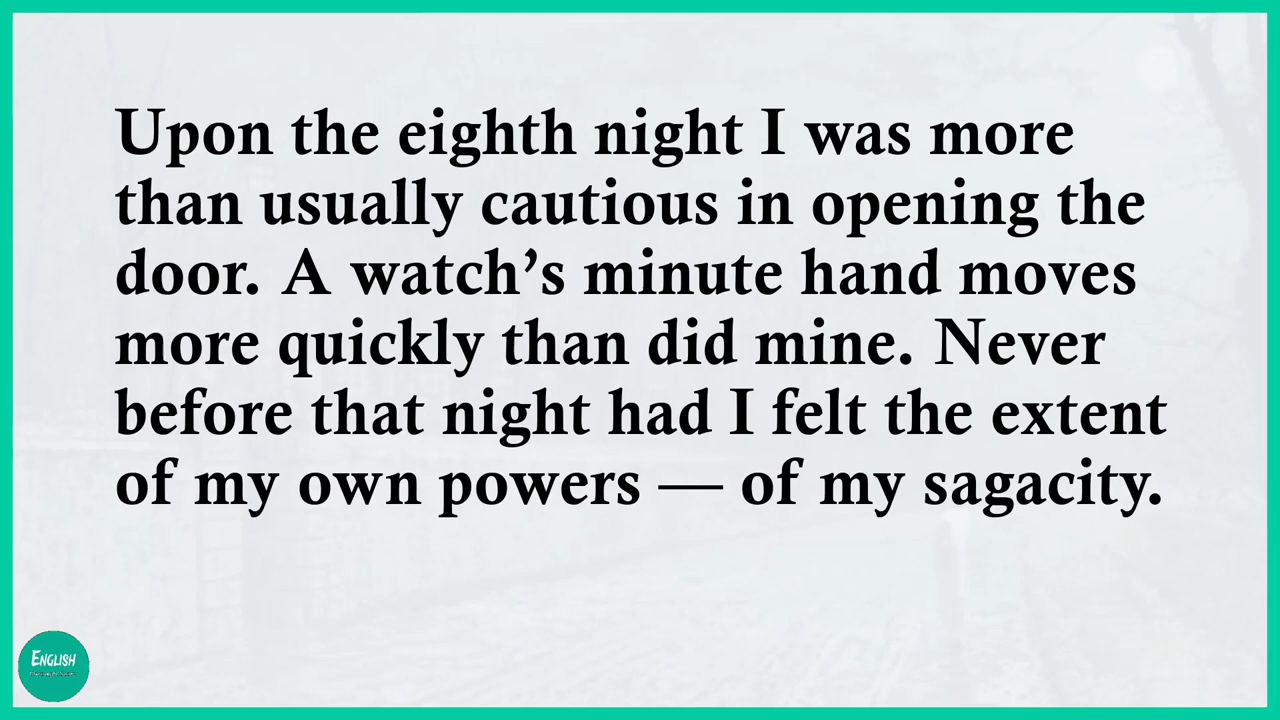 Upon the eighth night I was more
than usually cautious in opening the
door. A watch’s minute hand moves
more quickly than did mine. Never
before that night had I felt the extent
of my own powers — of my sagacity.
ENGLISH